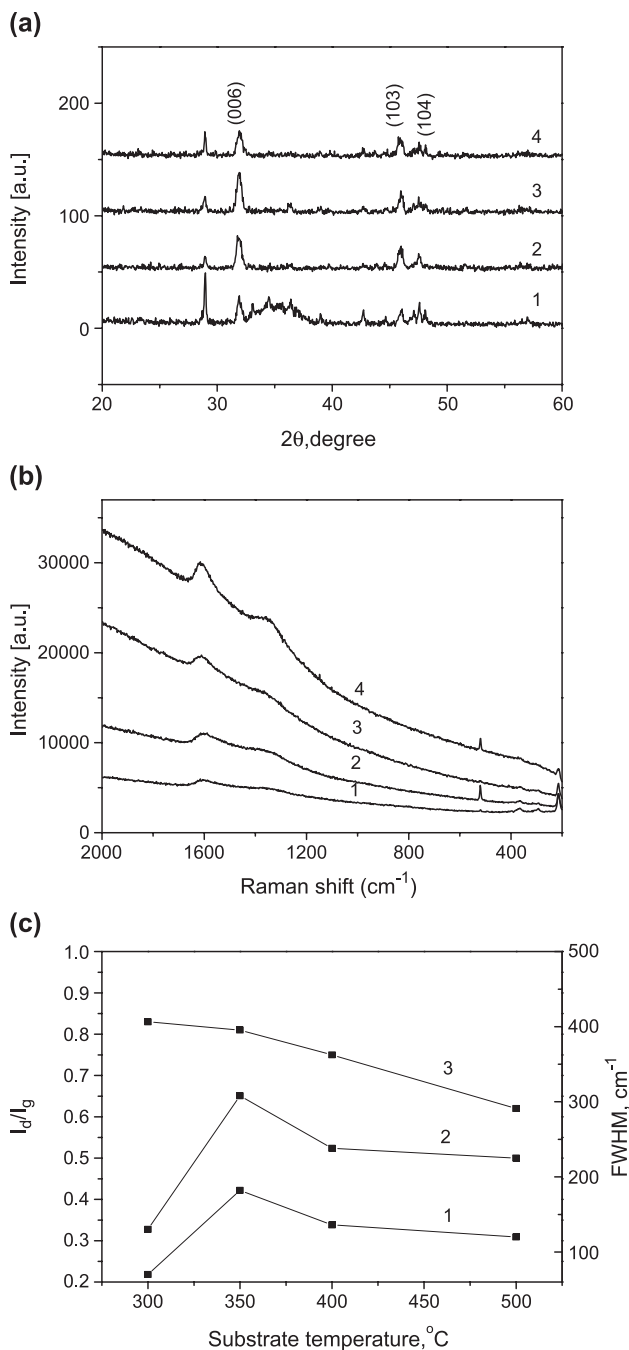 (a)
200
100
0
Intensity [a.u.]
(006)
(103)
(104)
4
3
2
1
20 30 40 50 60
2θ,degree
(b)
30000
20000
10000
0
Intensity [a.u.]
4
3
2
1
2000 1600 1200 800 400
Raman shift (cm⁻¹)
(c)
1.0
0.9
0.8
0.7
0.6
0.5
0.4
0.3
0.2
I_d/I_g
3
2
1
500
400
300
200
100
FWHM, cm⁻¹
300 350 400 450 500
Substrate temperature,°C